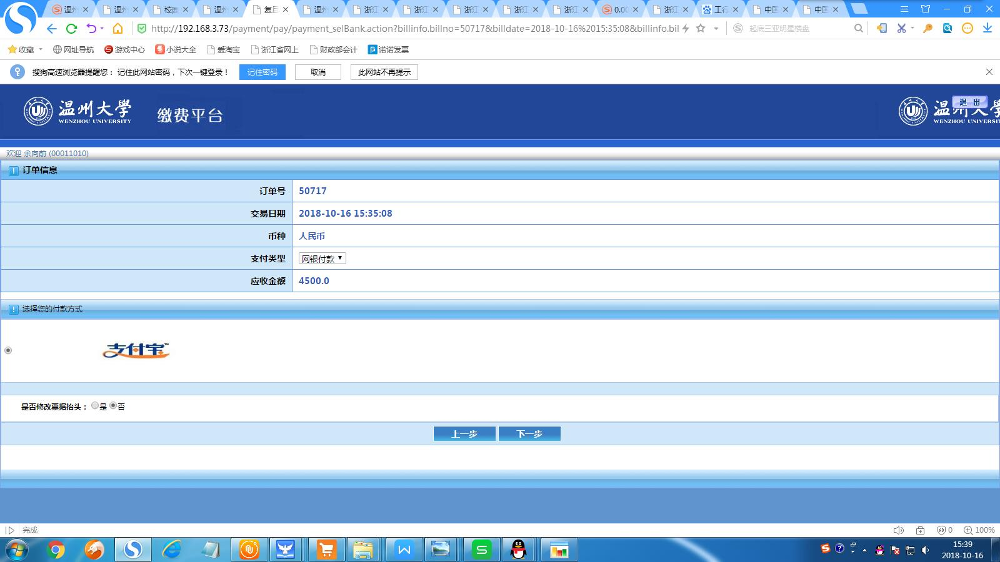 温州 温州 校园 温州 复旦 温州 浙江 浙江 浙江 浙江 浙江 0.00 浙江 工行 中国 中国
http://192.168.3.73/payment/pay/payment_selBank.action?billinfo.billno=50717&billdate=2018-10-16%2015:35:08&billinfo.bil 起底三亚明星楼盘
收藏 网址导航 游戏中心 小说大全 爱淘宝 浙江省网上 财政部会计 诺诺发票
搜狗高速浏览器提醒您：记住此网站密码，下次一键登录！ 记住密码 取消 此网站不再提示
温州大學 WENZHOU UNIVERSITY 缴费平台 温州大學 WENZHOU UNIVERSITY 退 出
欢迎 余向前 (00011010)
订单信息
订单号 50717
交易日期 2018-10-16 15:35:08
币种 人民币
支付类型 网银付款
应收金额 4500.0
选择您的付款方式
支付宝™
是否修改票据抬头： 是 否
上一步 下一步
完成 0 100%
15:39
2018-10-16